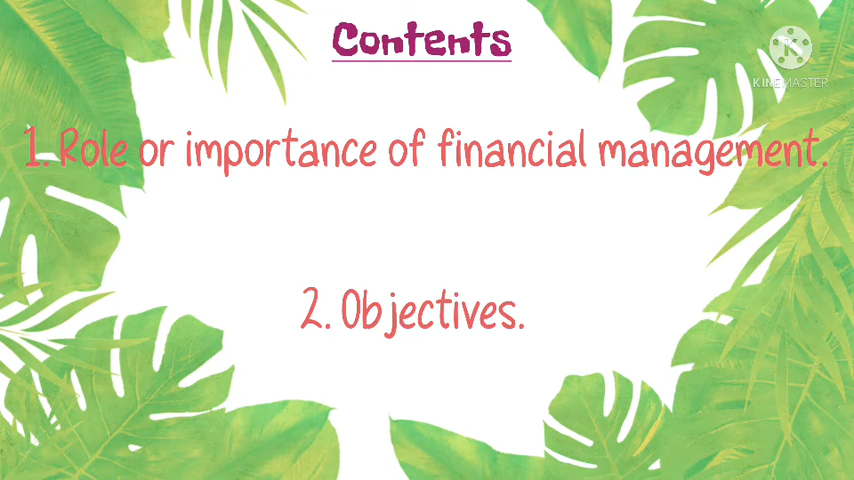 Contents
KINEMASTER
1. Role or importance of financial management.
2. Objectives.